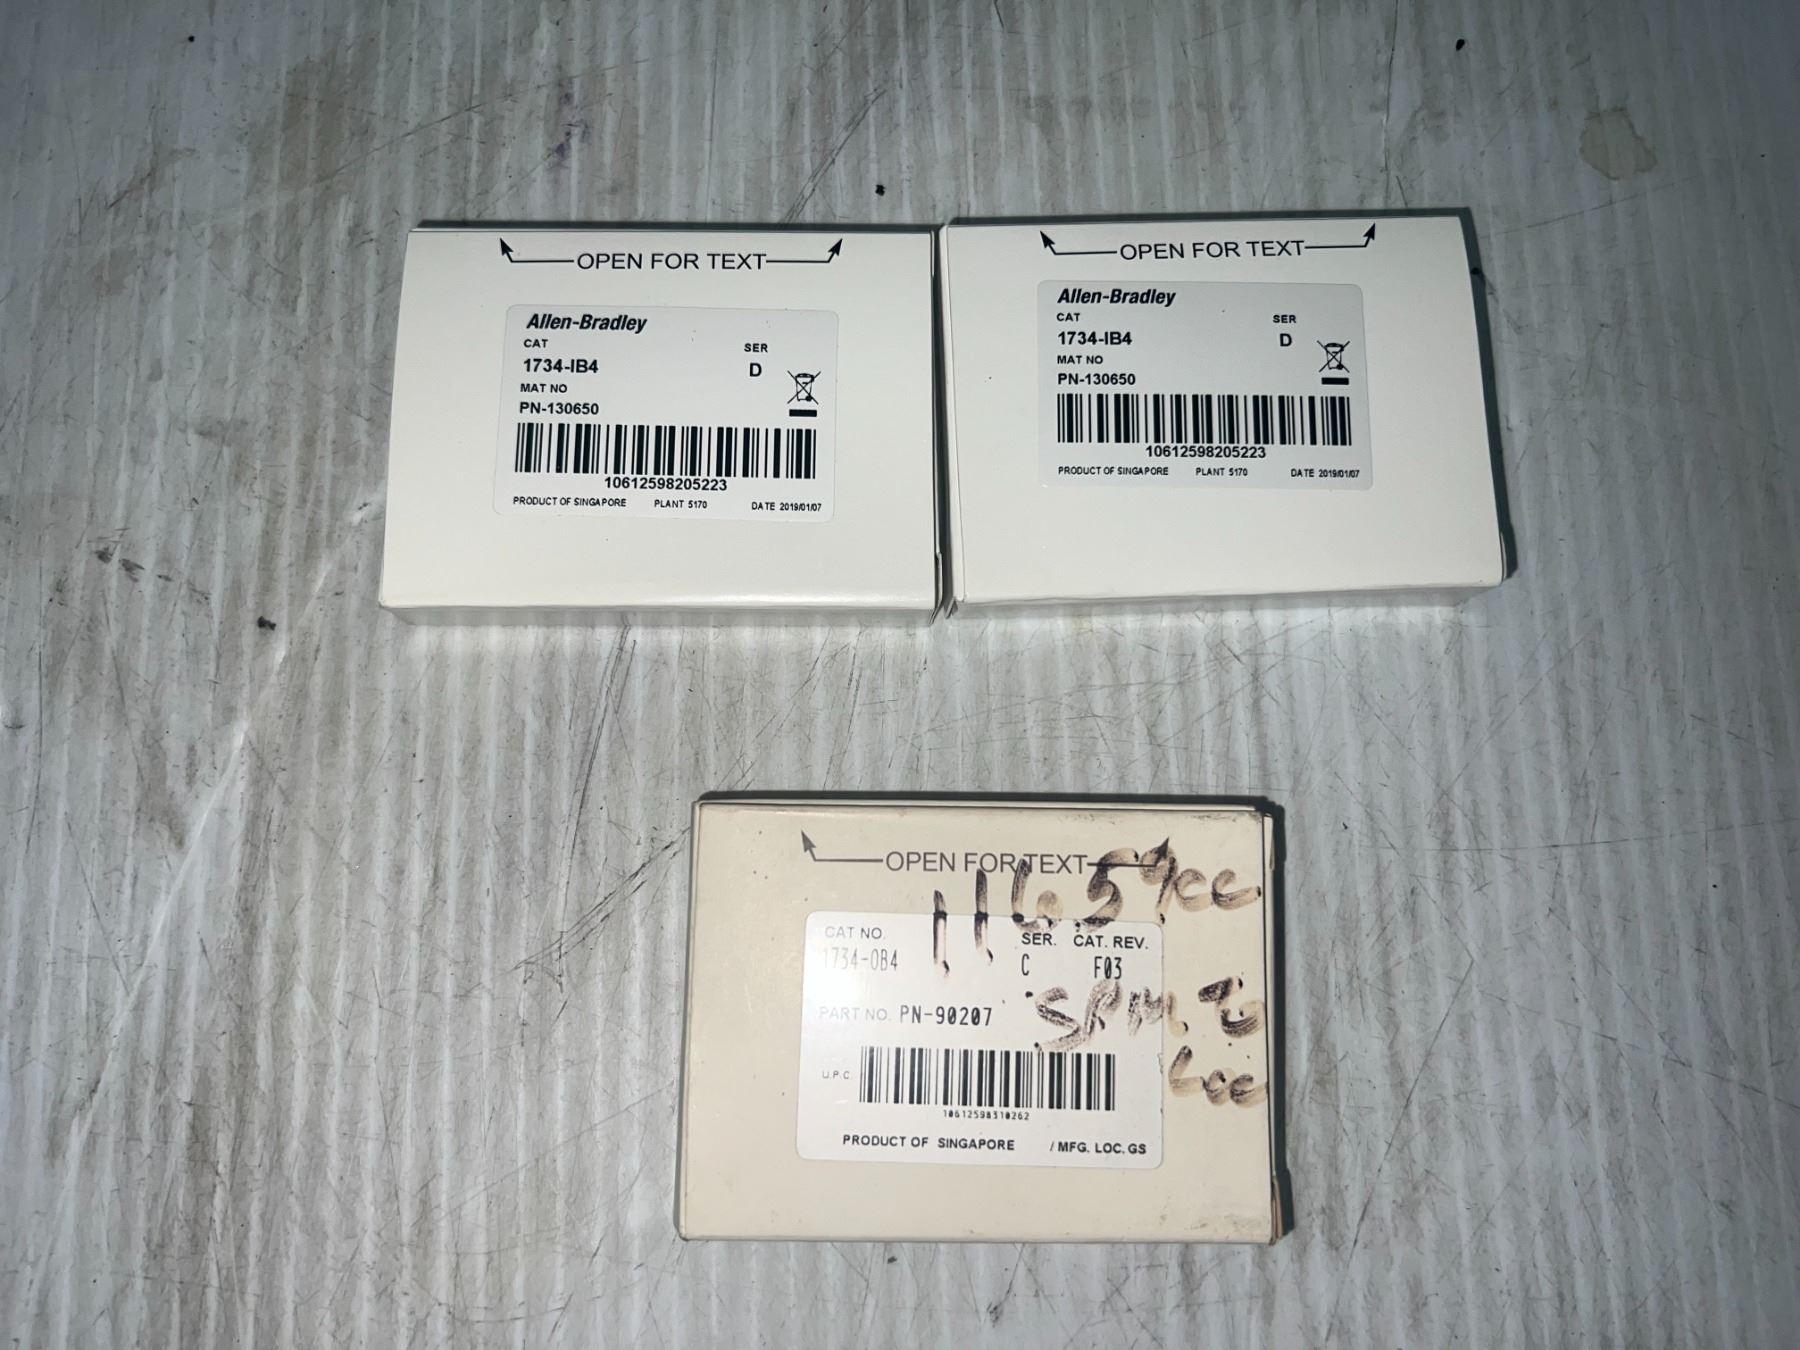 OPEN FOR TEXT
Allen-Bradley
CAT SER
1734-IB4 D
MAT NO
PN-130650
10612598205223
PRODUCT OF SINGAPORE PLANT 5170 DATE 2019/01/07
OPEN FOR TEXT
Allen-Bradley
CAT SER
1734-IB4 D
MAT NO
PN-130650
10612598205223
PRODUCT OF SINGAPORE PLANT 5170 DATE 2019/01/07
OPEN FOR TEXT
CAT NO. SER. CAT. REV.
1734-OB4 C F03
PART NO. PN-90207
U.P.C.
10612598310262
PRODUCT OF SINGAPORE / MFG. LOC. GS